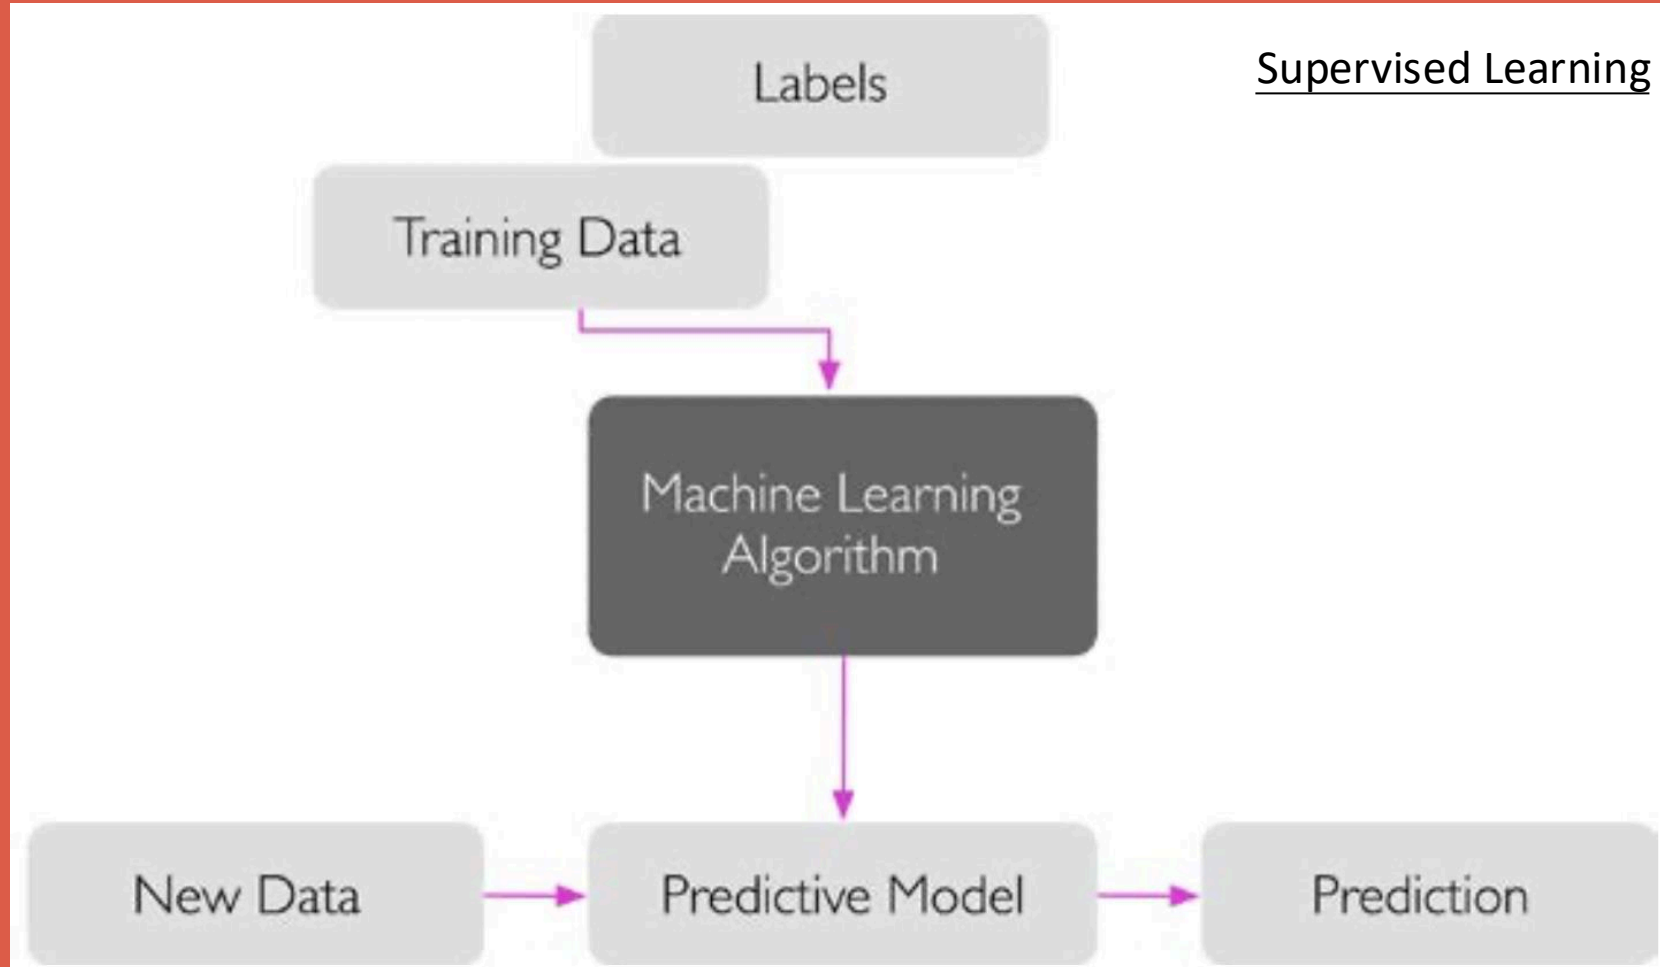 Supervised Learning
Labels
Training Data
Machine Learning
Algorithm
New Data
Predictive Model
Prediction